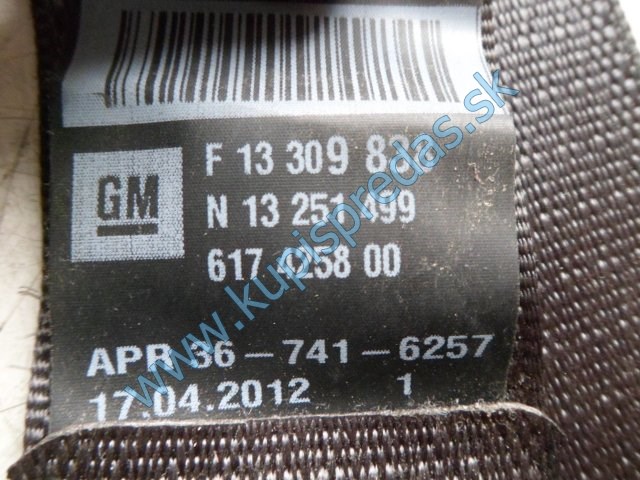 F 13 309
GM
N 13 251 499
617 4258 00
APR 36-741-6257
17.04.2012 1
www.kupispredas.sk